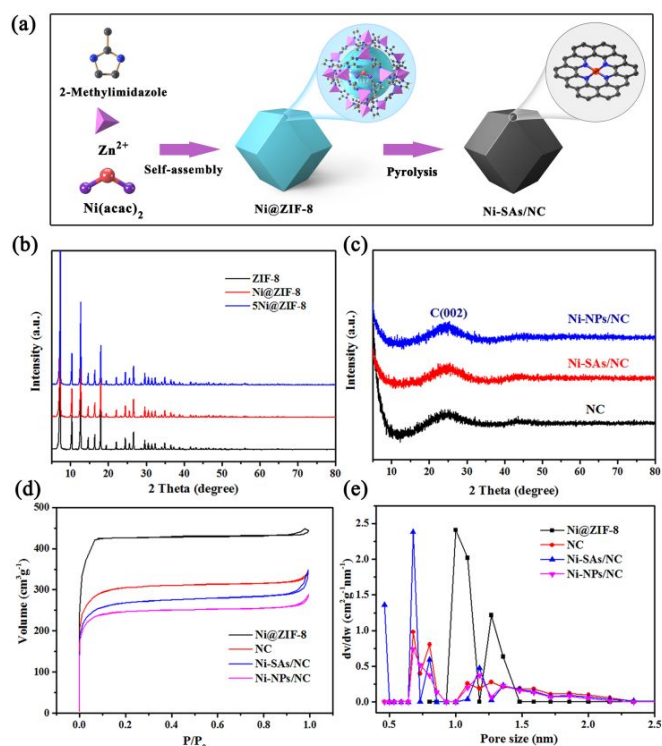 (a)
2-Methylimidazole
Zn2+
Ni(acac)2
Self-assembly
Ni@ZIF-8
Pyrolysis
Ni-SAs/NC
(b)
Intensity (a.u.)
ZIF-8
Ni@ZIF-8
5Ni@ZIF-8
10 20 30 40 50 60 70 80
2 Theta (degree)
(c)
Intensity (a.u.)
C(002)
Ni-NPs/NC
Ni-SAs/NC
NC
10 20 30 40 50 60 70 80
2 Theta (degree)
(d)
Volume (cm3g-1)
500
400
300
200
100
0
Ni@ZIF-8
NC
Ni-SAs/NC
Ni-NPs/NC
0.0 0.2 0.4 0.6 0.8 1.0
P/P
(e)
dv/dw (cm2g-1nm-1)
2.5
2.0
1.5
1.0
0.5
0.0
Ni@ZIF-8
NC
Ni-SAs/NC
Ni-NPs/NC
0.5 1.0 1.5 2.0 2.5
Pore size (nm)